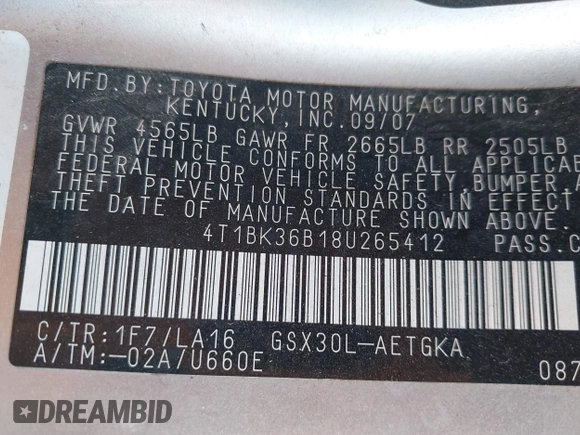 MFD. BY: TOYOTA MOTOR MANUFACTURING,
KENTUCKY, INC. 09/07
GVWR 4565LB GAWR FR 2665LB RR 2505LB
THIS VEHICLE CONFORMS TO ALL APPLICA
FEDERAL MOTOR VEHICLE SAFETY, BUMPER,
THEFT PREVENTION STANDARDS IN EFFECT
THE DATE OF MANUFACTURE SHOWN ABOVE.
4T1BK36B18U265412 PASS.C
C/TR:1F7/LA16 GSX30L-AETGKA
A/TM:-02A/U660E 087
DREAMBID